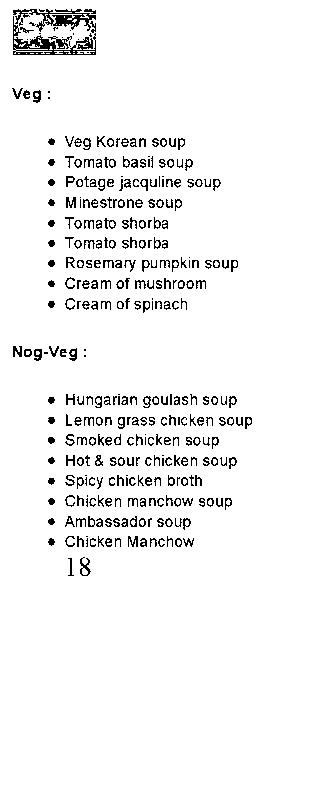 Veg :
• Veg Korean soup
• Tomato basil soup
• Potage jacquline soup
• Minestrone soup
• Tomato shorba
• Tomato shorba
• Rosemary pumpkin soup
• Cream of mushroom
• Cream of spinach
Nog-Veg :
• Hungarian goulash soup
• Lemon grass chicken soup
• Smoked chicken soup
• Hot & sour chicken soup
• Spicy chicken broth
• Chicken manchow soup
• Ambassador soup
• Chicken Manchow
18